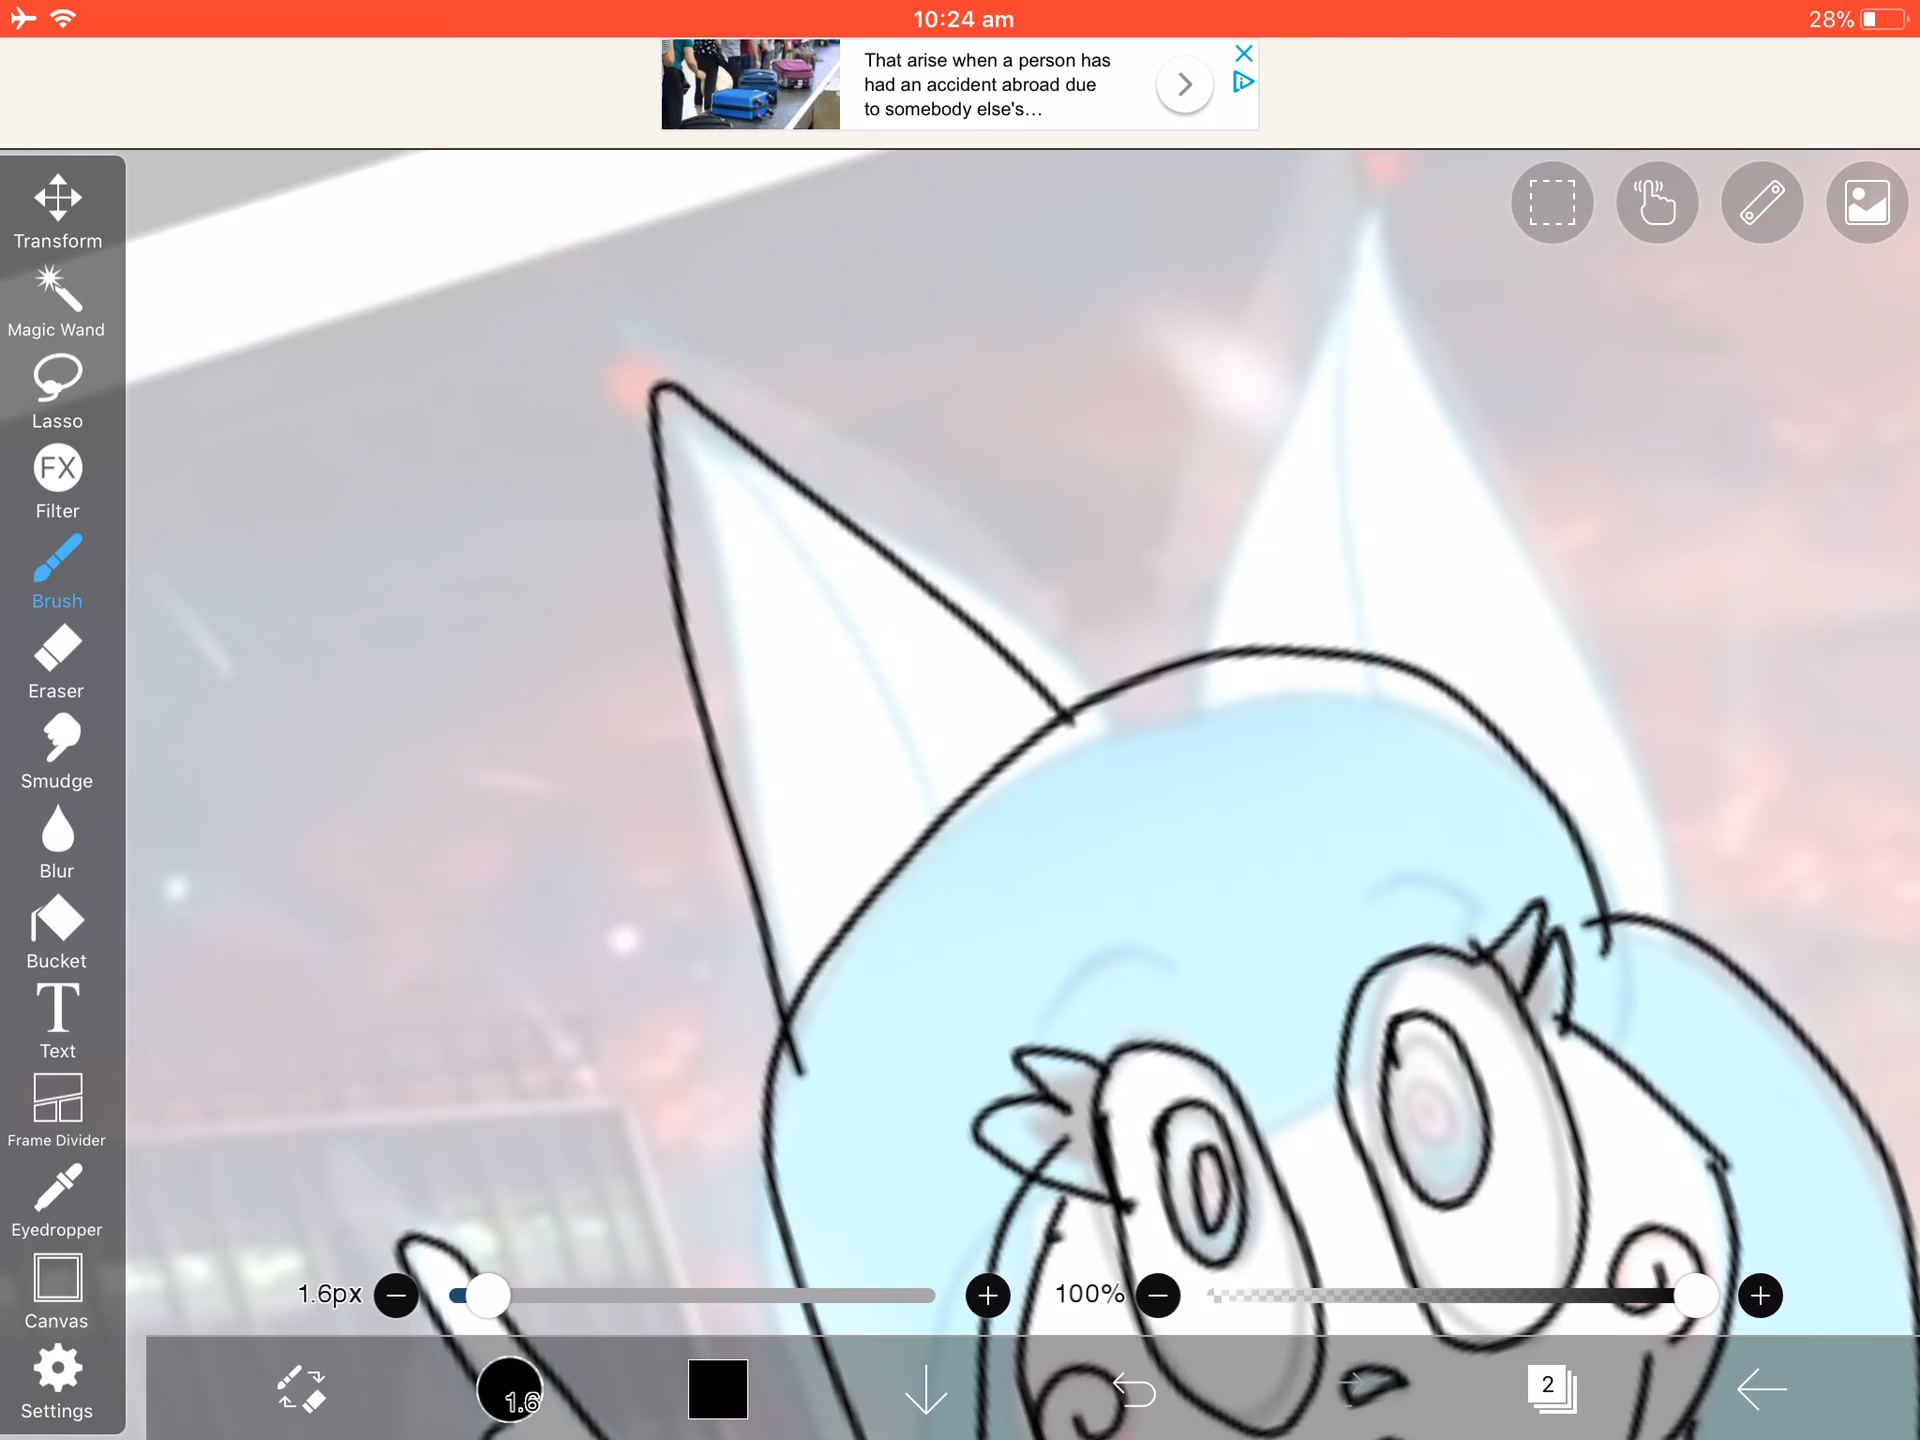 10:24 am
28%
That arise when a person has
had an accident abroad due
to somebody else's...
Transform
Magic Wand
Lasso
FX
Filter
Brush
Eraser
Smudge
Blur
Bucket
T
Text
Frame Divider
Eyedropper
Canvas
Settings
1.6px
100%
1.6
2